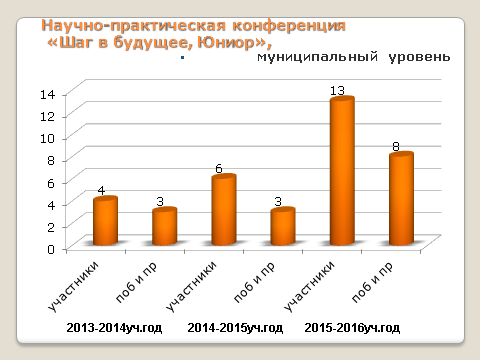 Научно-практическая конференция
«Шаг в будущее, Юниор»,
• муниципальный уровень
14
12
10
8
6
4
2
0
4
3
6
3
13
8
участники
поб и пр
участники
поб и пр
участники
поб и пр
2013-2014уч.год 2014-2015уч.год 2015-2016уч.год